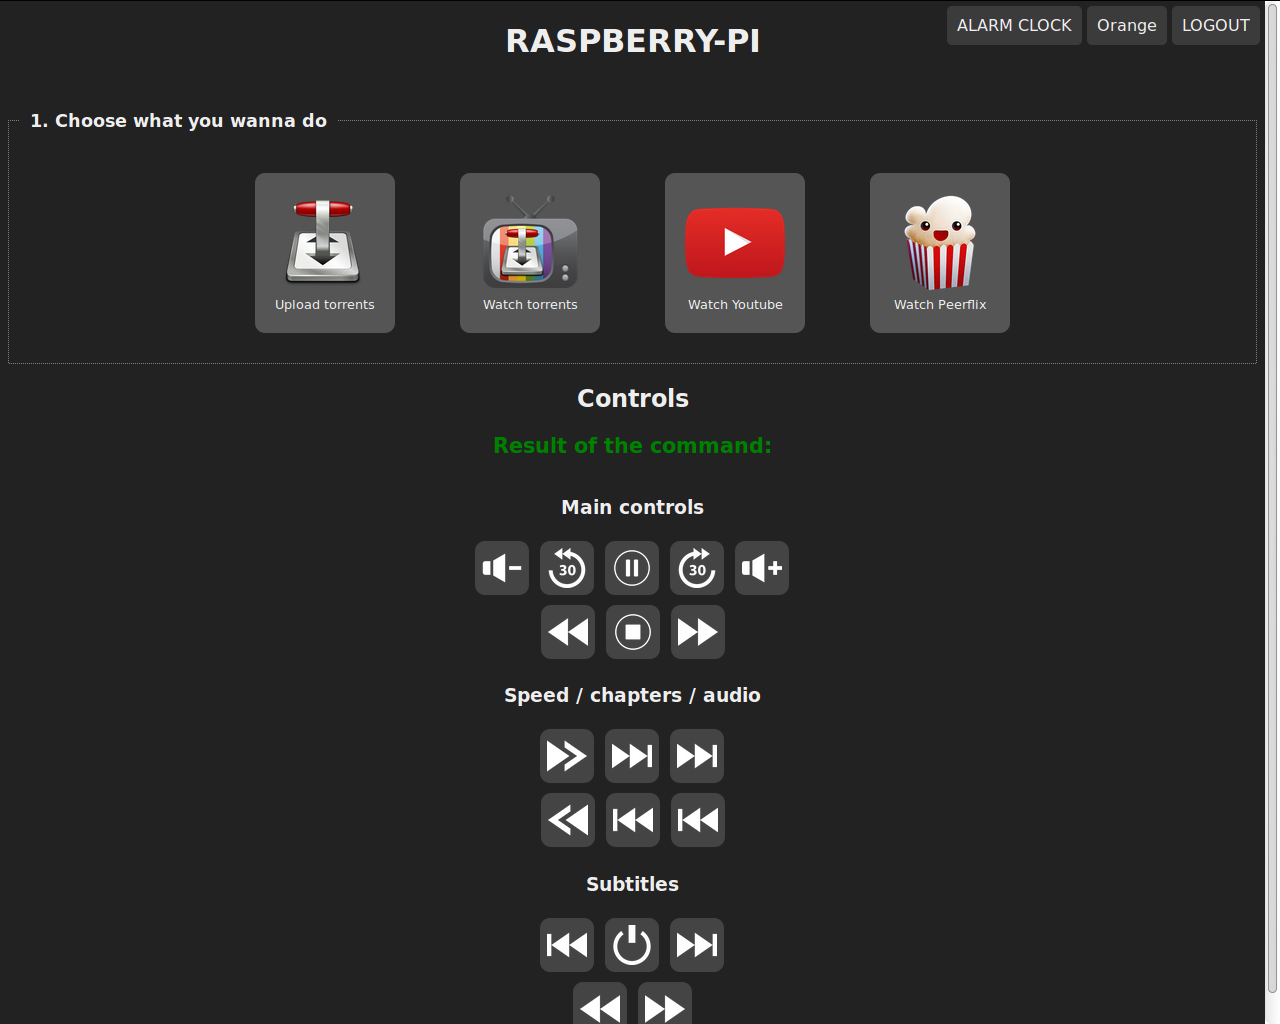 RASPBERRY-PI
ALARM CLOCK
Orange
LOGOUT
1. Choose what you wanna do
Upload torrents
Watch torrents
Watch Youtube
Watch Peerflix
Controls
Result of the command:
Main controls
30
30
Speed / chapters / audio
Subtitles